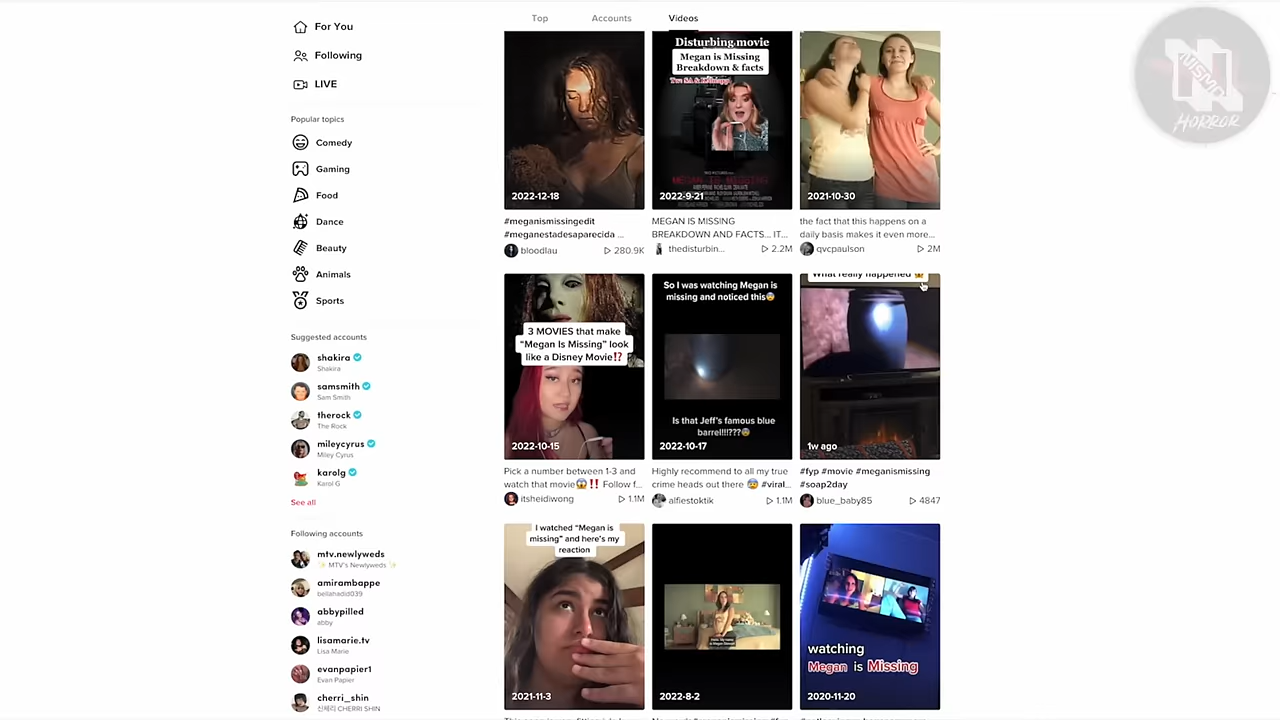 For You
Following
LIVE
Popular topics
Comedy
Gaming
Food
Dance
Beauty
Animals
Sports
Suggested accounts
shakira
Shakira
samsmith
Sam Smith
therock
The Rock
mileycyrus
Miley Cyrus
karolg
Karol G
See all
Following accounts
mtv.newlyweds
✨ MTV's Newlyweds ✨
amirambappe
bellahadid039
abbypilled
abby
lisamarie.tv
Lisa Marie
evanpapier1
Evan Papier
cherri_shin
CHERRI SHIN
Top Accounts Videos
2022-12-18
#meganismissingedit
#meganestadesaparecida ...
bloodlau 280.9K
Disturbing movie
Megan is Missing
Breakdown & facts
MEGAN IS MISSING
2022-9-21
MEGAN IS MISSING
BREAKDOWN AND FACTS... IT...
thedisturbin... 2.2M
2021-10-30
the fact that this happens on a
daily basis makes it even more...
qvcpaulson 2M
3 MOVIES that make
“Megan Is Missing” look
like a Disney Movie⁉️
2022-10-15
Pick a number between 1-3 and
watch that movie😱‼️ Follow f...
itsheidiwong 1.1M
So I was watching Megan is
missing and noticed this😨
Is that Jeff's famous blue
barrel!!!???😨
2022-10-17
Highly recommend to all my true
crime heads out there 😨 #viral...
alfiestoktik 1.1M
What really happened
1w ago
#fyp #movie #meganismissing
#soap2day
blue_baby85 4847
I watched “Megan is
missing” and here's my
reaction
2021-11-3
2022-8-2
watching
Megan is Missing
2020-11-20
NISMO
HORROR